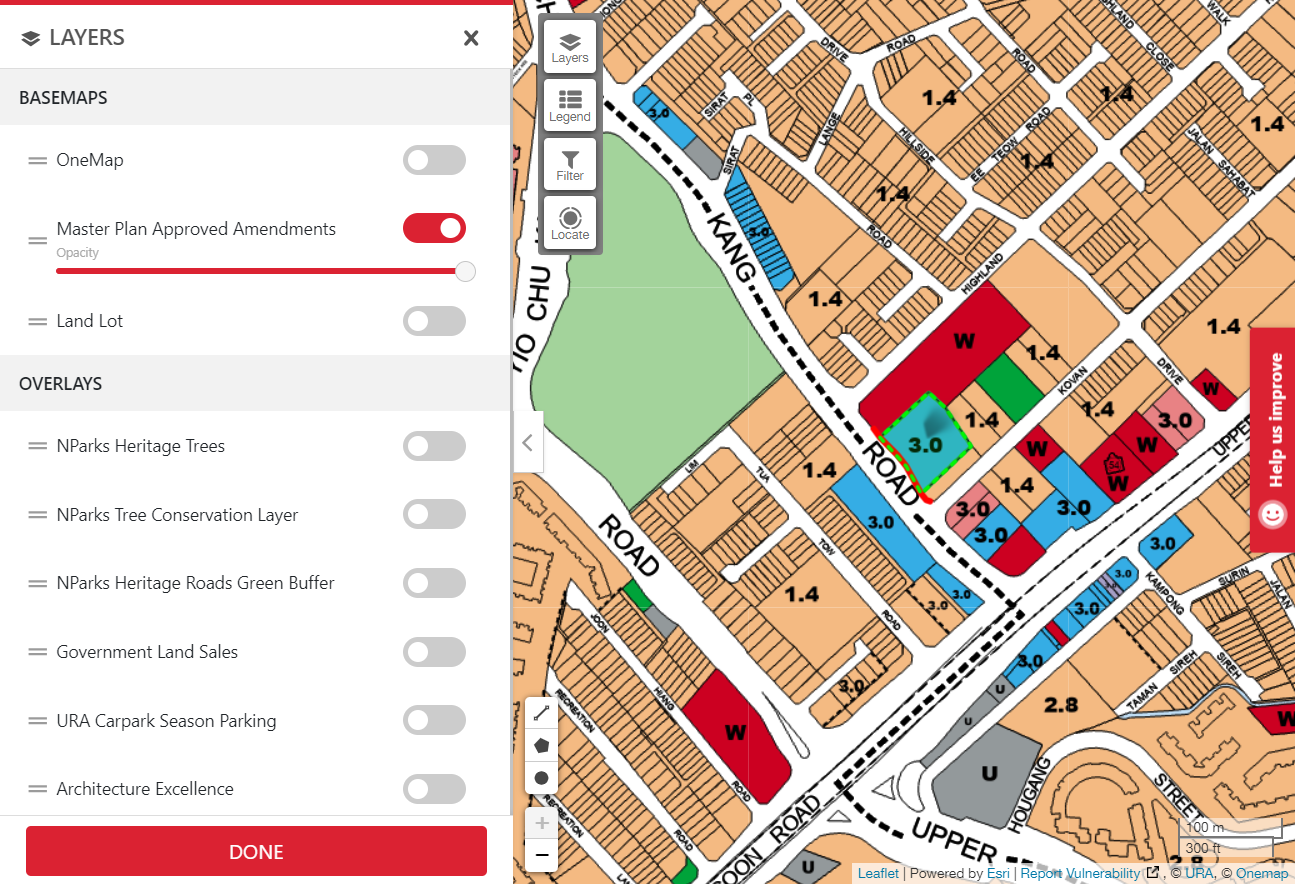 LAYERS
BASEMAPS
OneMap
Master Plan Approved Amendments
Opacity
Land Lot
OVERLAYS
NParks Heritage Trees
NParks Tree Conservation Layer
NParks Heritage Roads Green Buffer
Government Land Sales
URA Carpark Season Parking
Architecture Excellence
DONE
Layers
Legend
Filter
Locate
3.0
SIRAT
PL
SIRAT
DRIVE
ROAD
ROAD
CLOSE
WALK
1.4
1.4
1.4
LANGE
HILLSIDE
TEOW
ROAD
EE
1.4
JALAN
SAHABAT
1.4
3.0
ROAD
KANG
CHU
HIGHLAND
1.4
1.4
W
1.4
KOVAN
DRIVE
W
1.4
1.4
3.0
3.0
W
W
54
W
UPPER
ROAD
LIM
TUA
1.4
3.0
3.0
1.4
3.0
3.0
ROAD
TOW
1.4
ROAD
3.0
3.0
3.0
3.0
3.0
3.0
3.0
KAMPONG
SURIN
JALAN
SIREH
SIREH
TAMAN
2.8
U
U
U
W
W
JOON
HIANG
ROAD
RECREATION
RECREATION
ROAD
HOUGANG
STREET
UPPER
ROAD
U
2.8
Help us improve
+
−
100 m
300 ft
Leaflet | Powered by Esri | Report Vulnerability , © URA, © Onemap